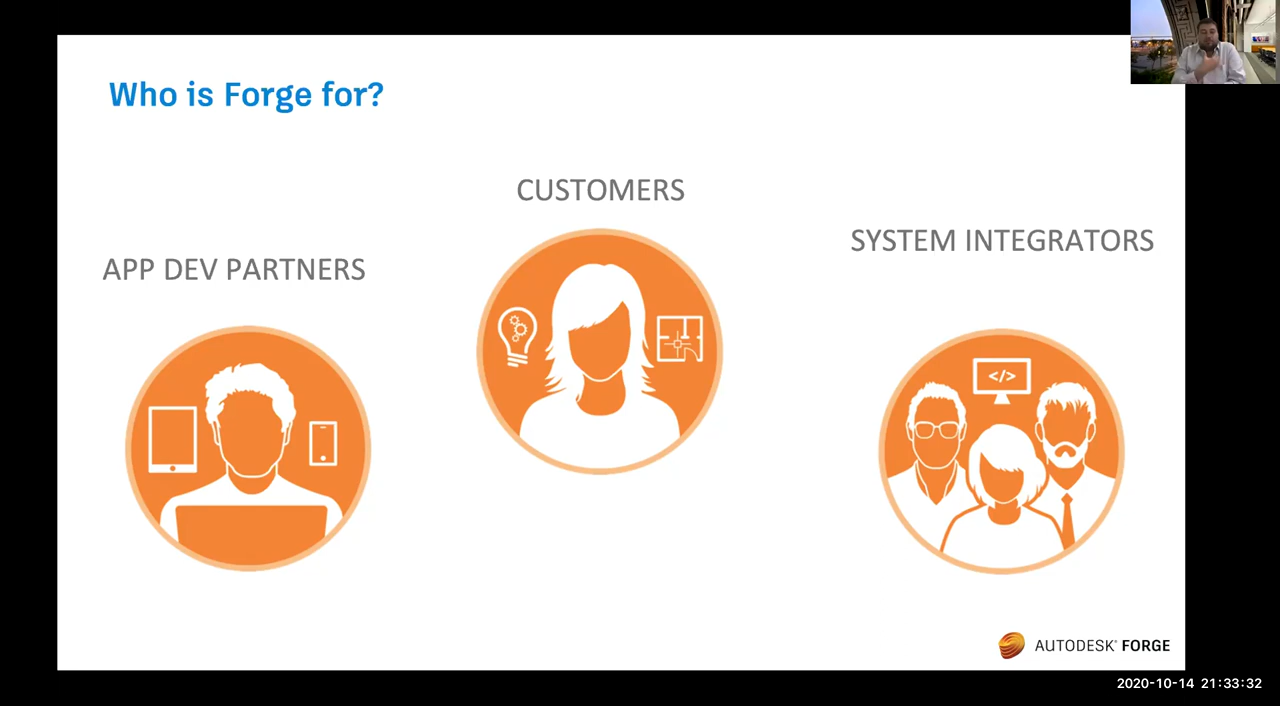 Who is Forge for?
CUSTOMERS
SYSTEM INTEGRATORS
APP DEV PARTNERS
</>
AUTODESK® FORGE
2020-10-14 21:33:32